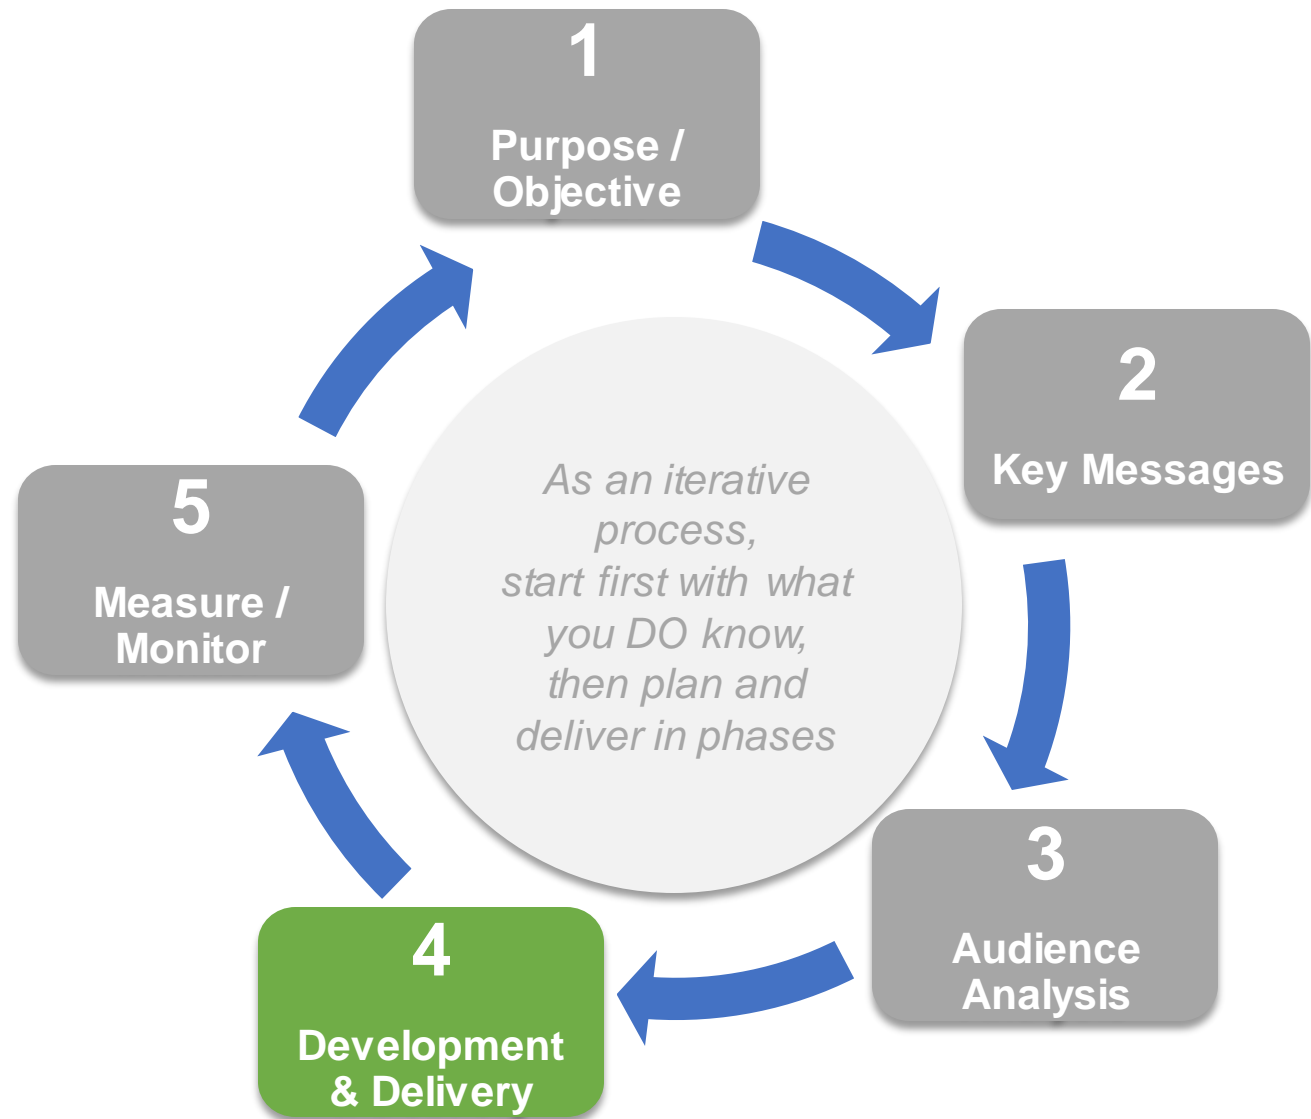 1
Purpose /
Objective
2
Key Messages
3
Audience
Analysis
4
Development
& Delivery
5
Measure /
Monitor
As an iterative
process,
start first with what
you DO know,
then plan and
deliver in phases